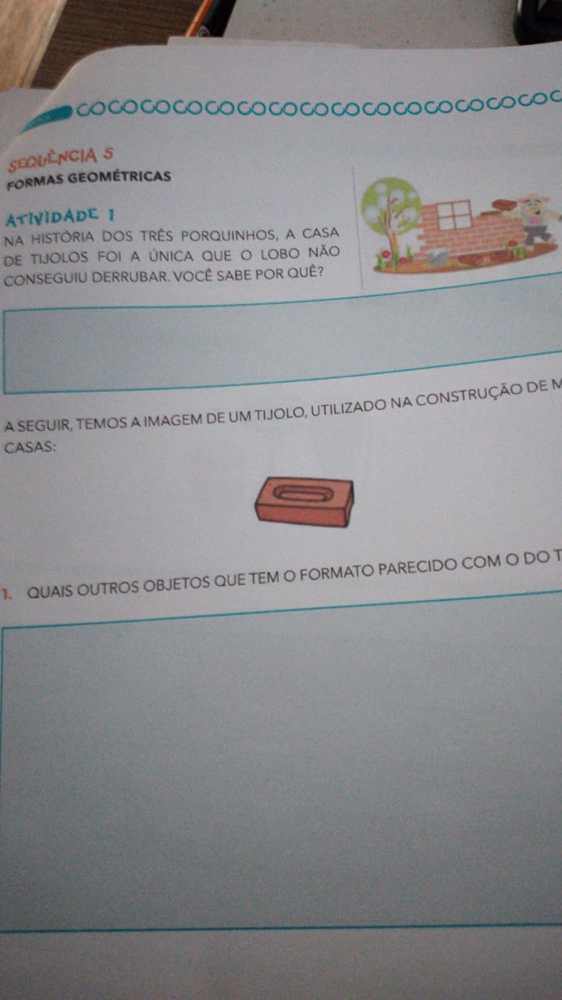 SEQUÊNCIA 5
FORMAS GEOMÉTRICAS
ATIVIDADE 1
NA HISTÓRIA DOS TRÊS PORQUINHOS, A CASA
DE TIJOLOS FOI A ÚNICA QUE O LOBO NÃO
CONSEGUIU DERRUBAR. VOCÊ SABE POR QUÊ?
A SEGUIR, TEMOS A IMAGEM DE UM TIJOLO, UTILIZADO NA CONSTRUÇÃO DE
CASAS:
1. QUAIS OUTROS OBJETOS QUE TEM O FORMATO PARECIDO COM O DO